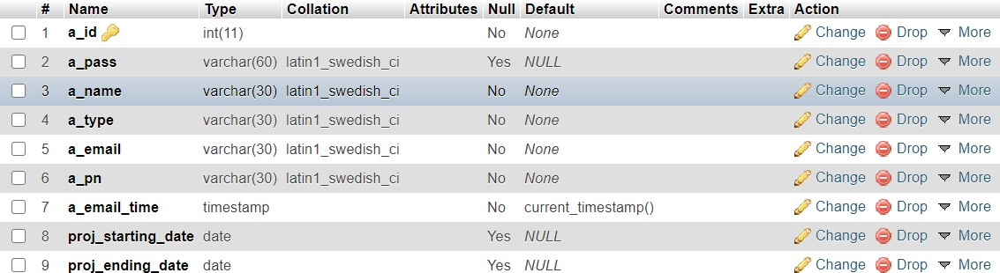 # Name Type Collation Attributes Null Default Comments Extra Action
1 a_id int(11) No None Change Drop More
2 a_pass varchar(60) latin1_swedish_ci Yes NULL Change Drop More
3 a_name varchar(30) latin1_swedish_ci No None Change Drop More
4 a_type varchar(30) latin1_swedish_ci No None Change Drop More
5 a_email varchar(30) latin1_swedish_ci No None Change Drop More
6 a_pn varchar(30) latin1_swedish_ci No None Change Drop More
7 a_email_time timestamp No current_timestamp() Change Drop More
8 proj_starting_date date Yes NULL Change Drop More
9 proj_ending_date date Yes NULL Change Drop More